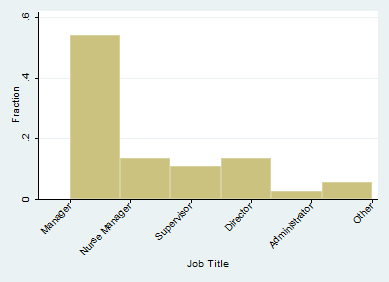 .6
.4
.2
0
Fraction
Manager
Nurse Manager
Supervisor
Director
Administrator
Other
Job Title